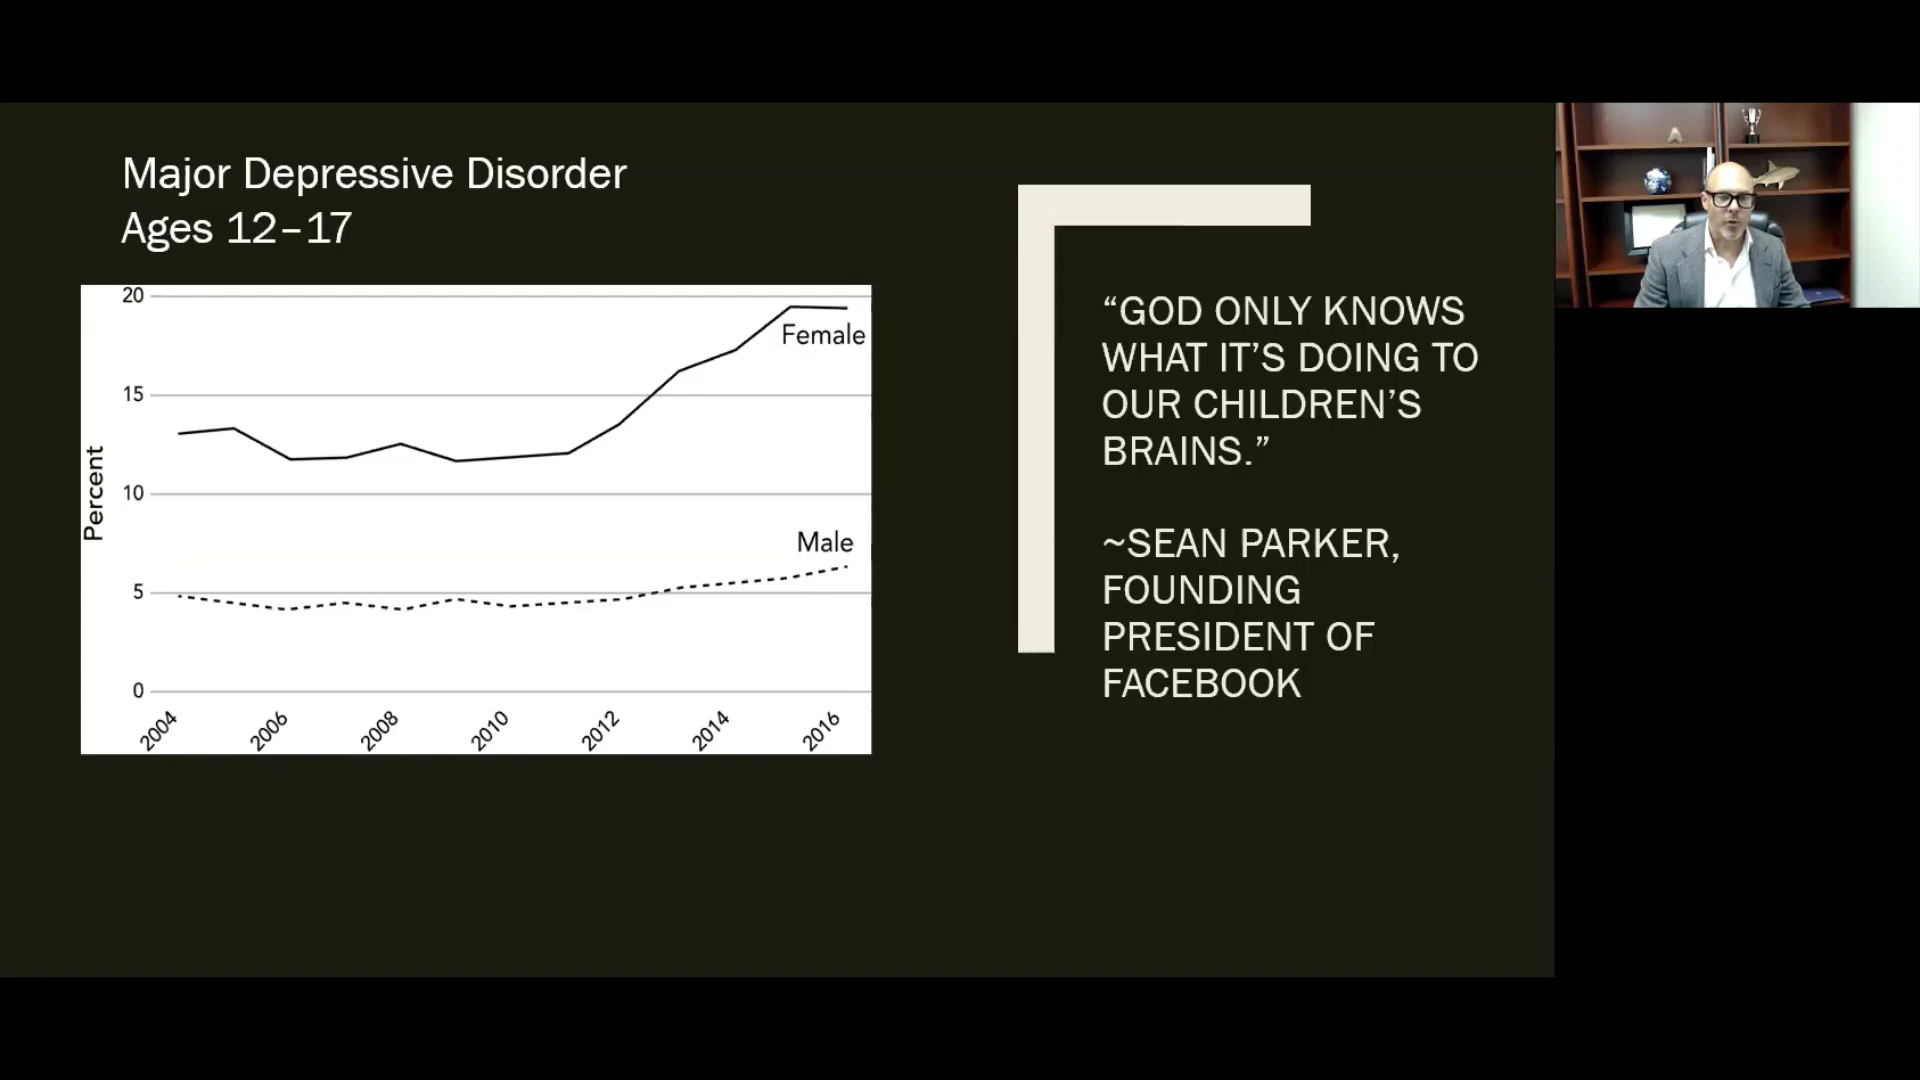 Major Depressive Disorder
Ages 12–17
20
Female
15
Percent
10
Male
5
0
2004
2006
2008
2010
2012
2014
2016
“GOD ONLY KNOWS
WHAT IT’S DOING TO
OUR CHILDREN’S
BRAINS.”
~SEAN PARKER,
FOUNDING
PRESIDENT OF
FACEBOOK